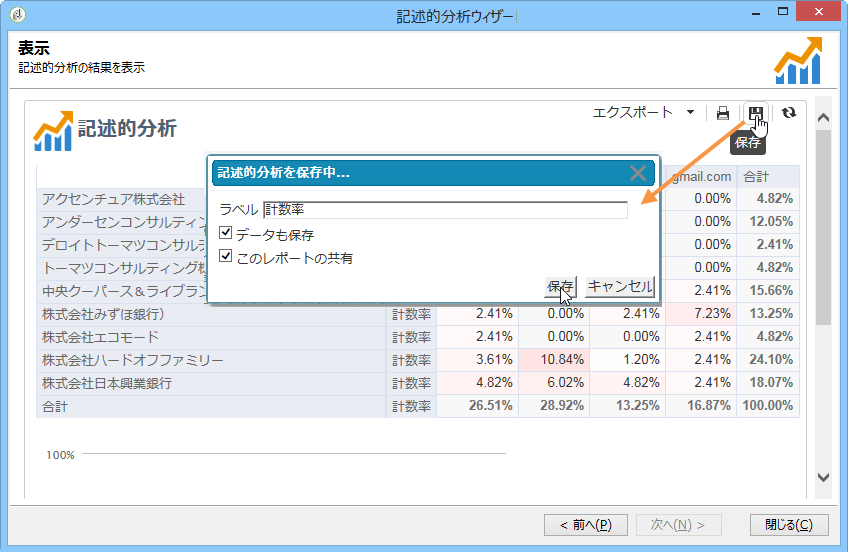 記述的分析ウィザード
表示
記述的分析の結果を表示
エクスポート
記述的分析
保存
gmail.com 合計
記述的分析を保存中...
ラベル 計数率
データも保存
このレポートの共有
保存 キャンセル
アクセンチュア株式会社 0.00% 4.82%
アンダーセンコンサルティン 0.00% 12.05%
デロイトトーマツコンサル 0.00% 2.41%
トーマツコンサルティング 0.00% 4.82%
中央クーパース＆ライブラン 2.41% 15.66%
株式会社みずほ銀行） 計数率 2.41% 0.00% 2.41% 7.23% 13.25%
株式会社エコモード 計数率 2.41% 0.00% 0.00% 2.41% 4.82%
株式会社ハードオフファミリー 計数率 3.61% 10.84% 1.20% 2.41% 24.10%
株式会社日本興業銀行 計数率 4.82% 6.02% 4.82% 2.41% 18.07%
合計 計数率 26.51% 28.92% 13.25% 16.87% 100.00%
100%
< 前へ(P) 次へ(N) > 閉じる(C)